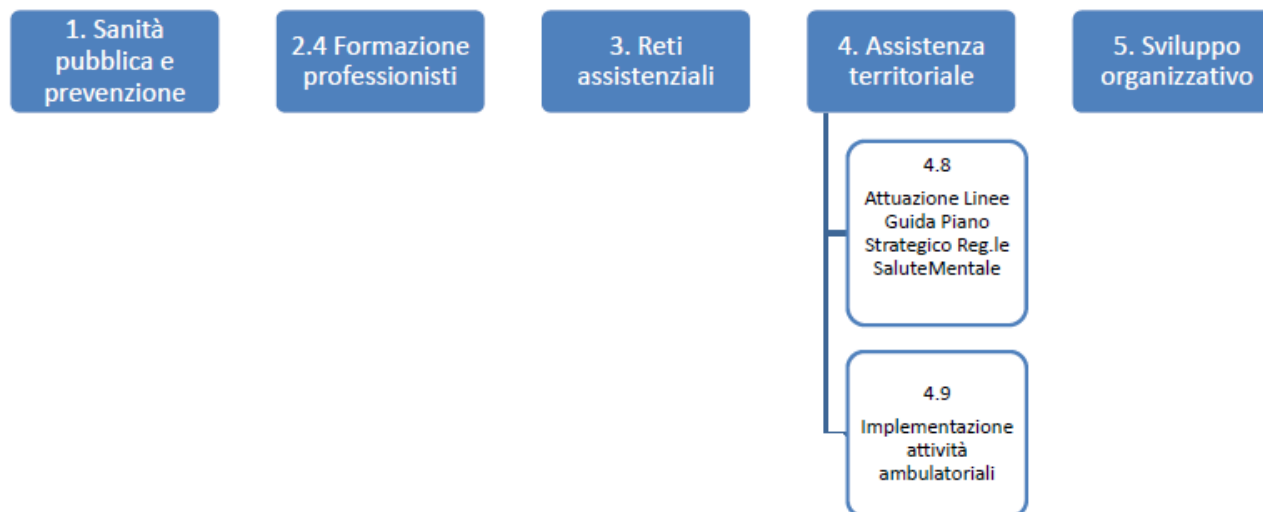 1. Sanità
pubblica e
prevenzione
2.4 Formazione
professionisti
3. Reti
assistenziali
4. Assistenza
territoriale
5. Sviluppo
organizzativo
4.8
Attuazione Linee
Guida Piano
Strategico Reg.le
SaluteMentale
4.9
Implementazione
attività
ambulatoriali